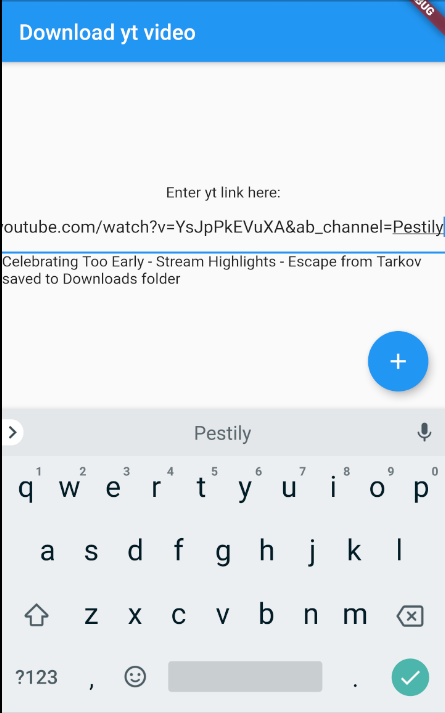 Download yt video
BUG
Enter yt link here:
youtube.com/watch?v=YsJpPkEVuXA&ab_channel=Pestily
Celebrating Too Early - Stream Highlights - Escape from Tarkov
saved to Downloads folder
+
Pestily
1 2 3 4 5 6 7 8 9 0
q w e r t y u i o p
a s d f g h j k l
z x c v b n m
?123 , .